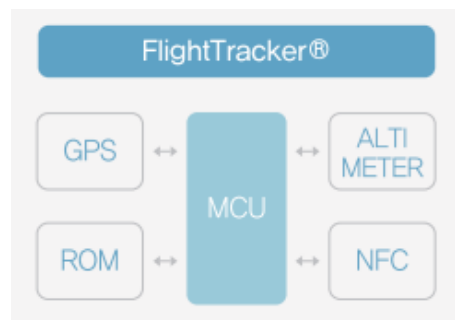 FlightTracker®
GPS
ALTI
METER
MCU
ROM
NFC